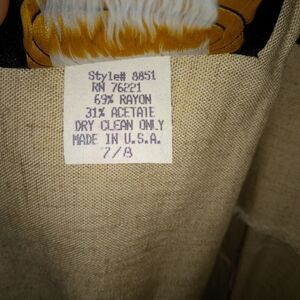 Style# 8851
RN 76221
69% RAYON
31% ACETATE
DRY CLEAN ONLY
MADE IN U.S.A.
7/8